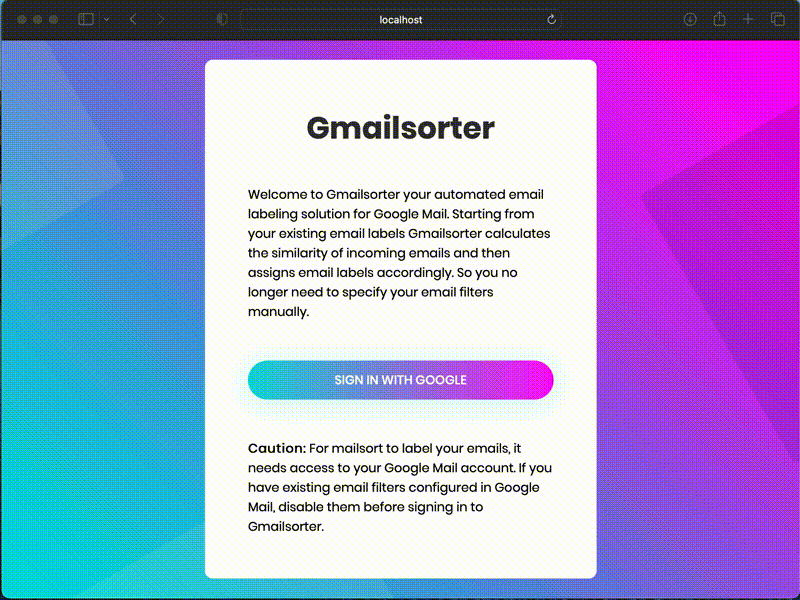 localhost
Gmailsorter
Welcome to Gmailsorter your automated email
labeling solution for Google Mail. Starting from
your existing email labels Gmailsorter calculates
the similarity of incoming emails and then
assigns email labels accordingly. So you no
longer need to specify your email filters
manually.
SIGN IN WITH GOOGLE
Caution: For mailsort to label your emails, it
needs access to your Google Mail account. If you
have existing email filters configured in Google
Mail, disable them before signing in to
Gmailsorter.